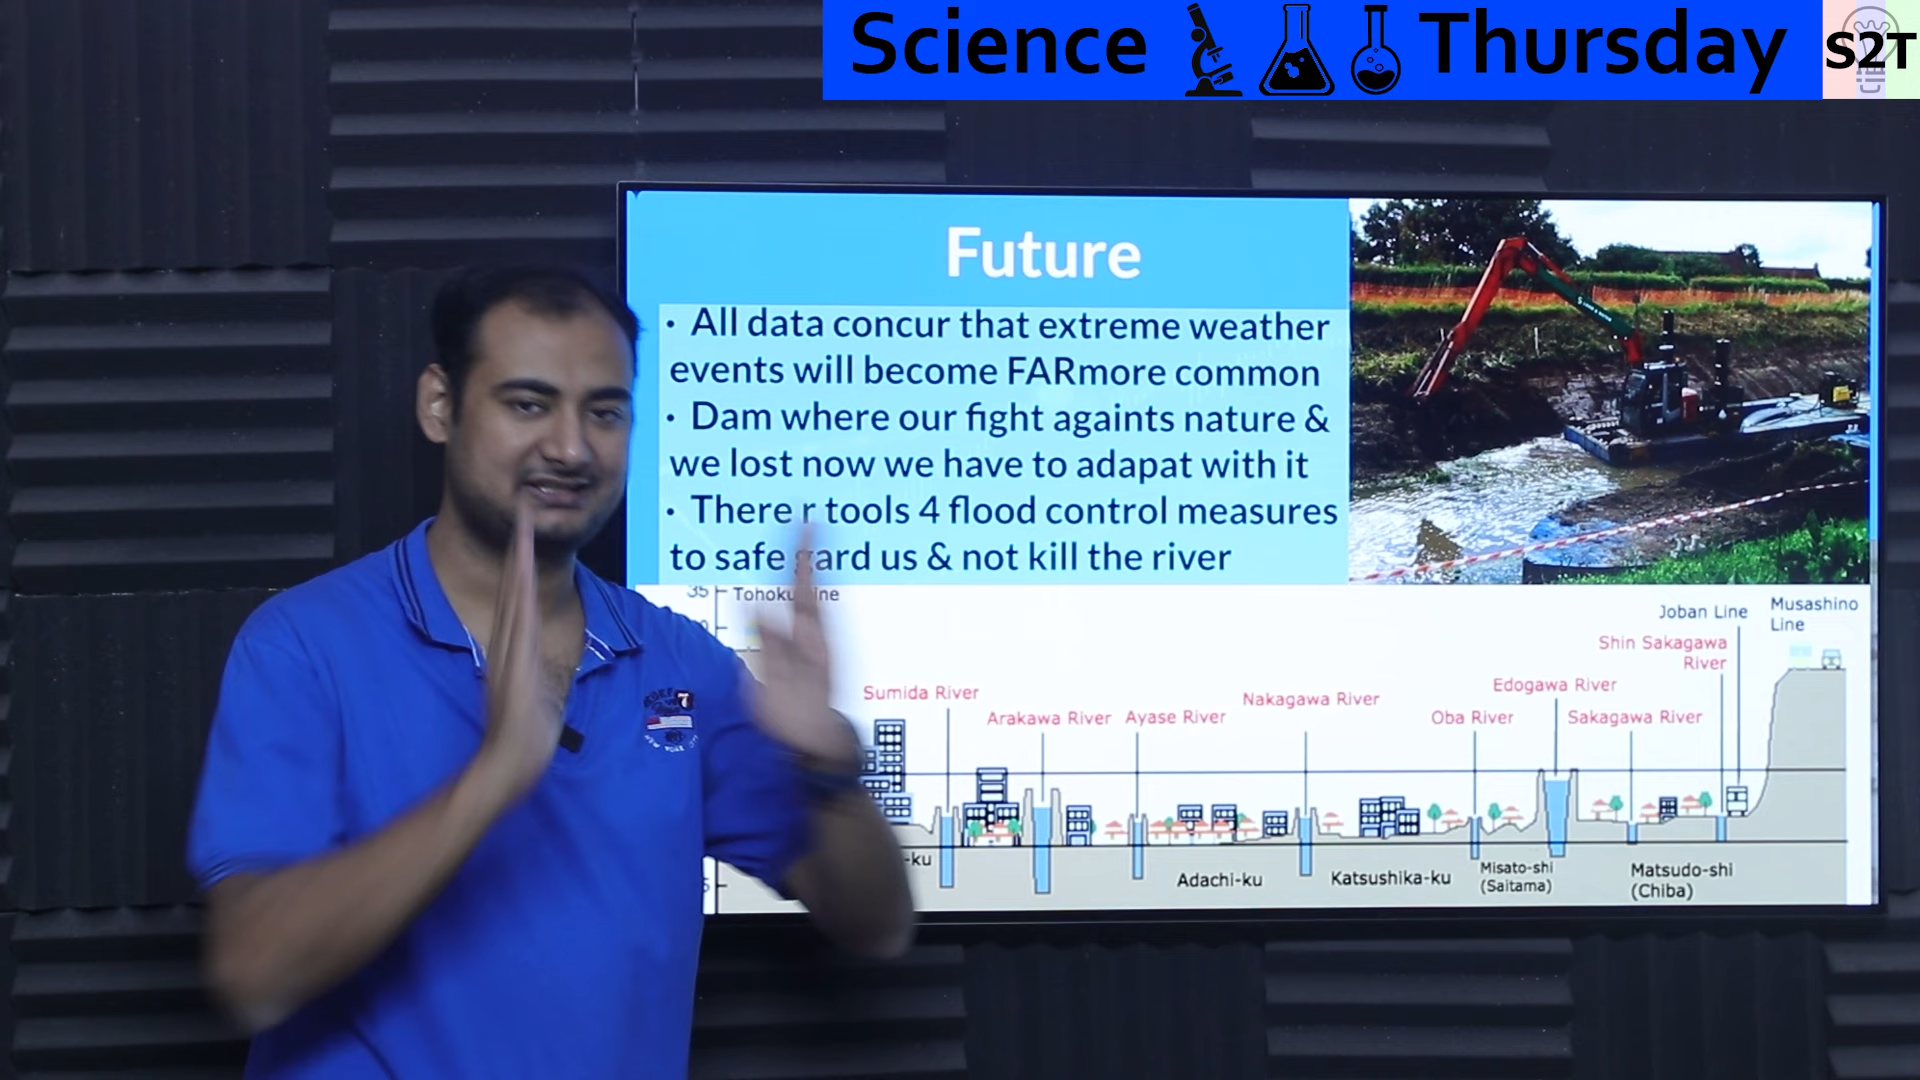 Science Thursday
S2T
Future
· All data concur that extreme weather
events will become FARmore common
· Dam where our fight againts nature &
we lost now we have to adapat with it
· There r tools 4 flood control measures
to safe gard us & not kill the river
35
Tohoku Line
Joban Line
Musashino
Line
Shin Sakagawa
River
Sumida River
Arakawa River
Ayase River
Nakagawa River
Edogawa River
Oba River
Sakagawa River
-ku
Adachi-ku
Katsushika-ku
Misato-shi
(Saitama)
Matsudo-shi
(Chiba)
7